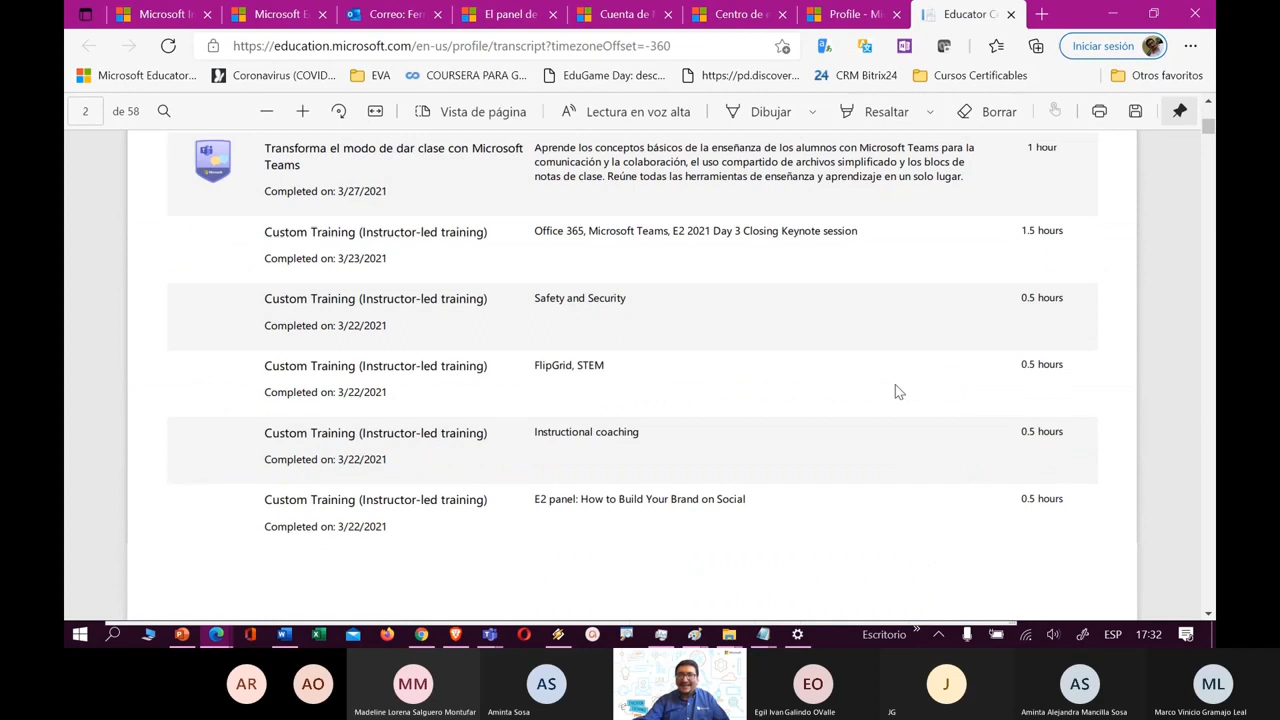 Microsoft In
Microsoft E
Correo: Fer
El panel de
Cuenta de M
Centro de e
Profile - Mi
Educator C
https://education.microsoft.com/en-us/profile/transcript?timezoneOffset=-360
Iniciar sesión
Microsoft Educator...
Coronavirus (COVID...
EVA
COURSERA PARA G...
EduGame Day: desc...
https://pd.discover...
24 CRM Bitrix24
Cursos Certificables
Otros favoritos
2 de 58
Vista de página
Lectura en voz alta
Dibujar
Resaltar
Borrar
Transforma el modo de dar clase con Microsoft
Teams
Completed on: 3/27/2021
Aprende los conceptos básicos de la enseñanza de los alumnos con Microsoft Teams para la
comunicación y la colaboración, el uso compartido de archivos simplificado y los blocs de
notas de clase. Reúne todas las herramientas de enseñanza y aprendizaje en un solo lugar.
1 hour
Custom Training (Instructor-led training)
Completed on: 3/23/2021
Office 365, Microsoft Teams, E2 2021 Day 3 Closing Keynote session
1.5 hours
Custom Training (Instructor-led training)
Completed on: 3/22/2021
Safety and Security
0.5 hours
Custom Training (Instructor-led training)
Completed on: 3/22/2021
FlipGrid, STEM
0.5 hours
Custom Training (Instructor-led training)
Completed on: 3/22/2021
Instructional coaching
0.5 hours
Custom Training (Instructor-led training)
Completed on: 3/22/2021
E2 panel: How to Build Your Brand on Social
0.5 hours
Escritorio
ESP
17:32
AR
AO
MM
Madeline Lorena Salguero Montufar
AS
Aminta Sosa
EO
Egil Ivan Galindo OValle
J
JG
AS
Aminta Alejandra Mancilla Sosa
ML
Marco Vinicio Gramajo Leal